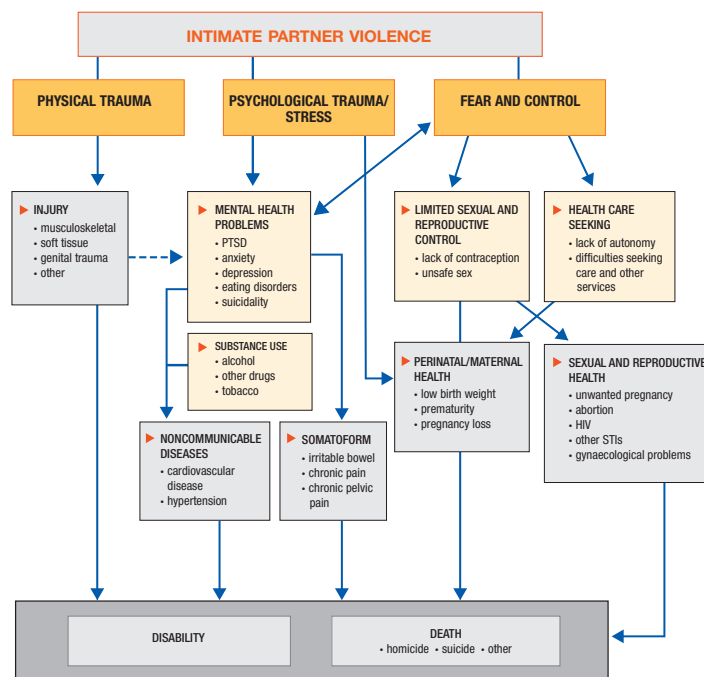 INTIMATE PARTNER VIOLENCE
PHYSICAL TRAUMA
PSYCHOLOGICAL TRAUMA/
STRESS
FEAR AND CONTROL
INJURY
• musculoskeletal
• soft tissue
• genital trauma
• other
MENTAL HEALTH
PROBLEMS
• PTSD
• anxiety
• depression
• eating disorders
• suicidality
LIMITED SEXUAL AND
REPRODUCTIVE
CONTROL
• lack of contraception
• unsafe sex
HEALTH CARE
SEEKING
• lack of autonomy
• difficulties seeking
care and other
services
SUBSTANCE USE
• alcohol
• other drugs
• tobacco
PERINATAL/MATERNAL
HEALTH
• low birth weight
• prematurity
• pregnancy loss
SEXUAL AND REPRODUCTIVE
HEALTH
• unwanted pregnancy
• abortion
• HIV
• other STIs
• gynaecological problems
NONCOMMUNICABLE
DISEASES
• cardiovascular
disease
• hypertension
SOMATOFORM
• irritable bowel
• chronic pain
• chronic pelvic
pain
DISABILITY
DEATH
• homicide • suicide • other